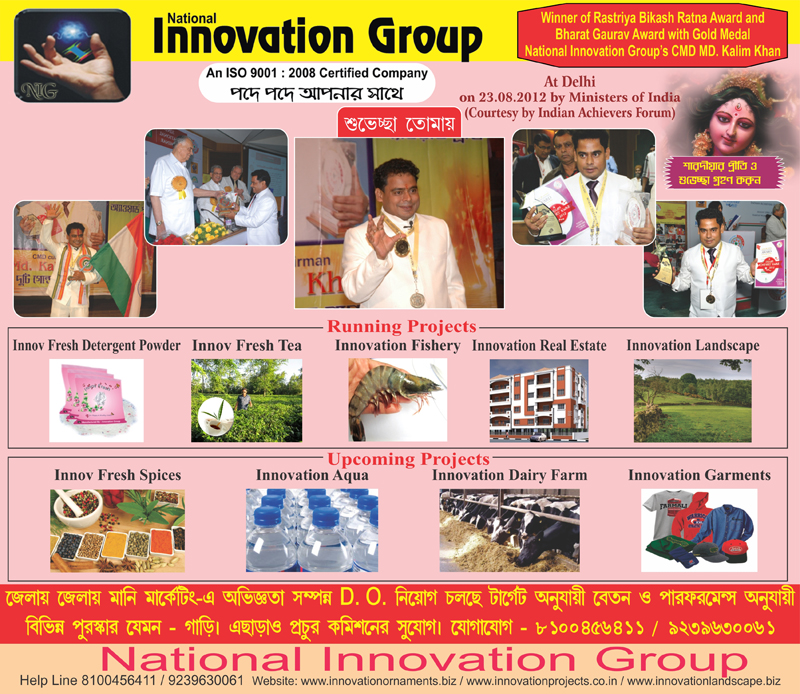 National
Innovation Group
NIG
Winner of Rastriya Bikash Ratna Award and
Bharat Gaurav Award with Gold Medal
National Innovation Group's CMD MD. Kalim Khan
An ISO 9001 : 2008 Certified Company
পদে পদে আপনার সাথে
At Delhi
on 23.08.2012 by Ministers of India
(Courtesy by Indian Achievers Forum)
শুভেচ্ছা তোমায়
শারদীয়ার প্রীতি ও
শুভেচ্ছা গ্রহণ করুন
Running Projects
Innov Fresh Detergent Powder Innov Fresh Tea Innovation Fishery Innovation Real Estate Innovation Landscape
Upcoming Projects
Innov Fresh Spices Innovation Aqua Innovation Dairy Farm Innovation Garments
জেলায় জেলায় মানি মার্কেটিং-এ অভিজ্ঞতা সম্পন্ন D. O. নিয়োগ চলছে টার্গেট অনুযায়ী বেতন ও পারফরমেন্স অনুযায়ী
বিভিন্ন পুরস্কার যেমন - গাড়ি। এছাড়াও প্রচুর কমিশনের সুযোগ। যোগাযোগ - ৮১০০৪৫৬৪১১ / ৯২৩৯৬৩০০৬১
National Innovation Group
Help Line 8100456411 / 9239630061 Website: www.innovationornaments.biz / www.innovationprojects.co.in / www.innovationlandscape.biz